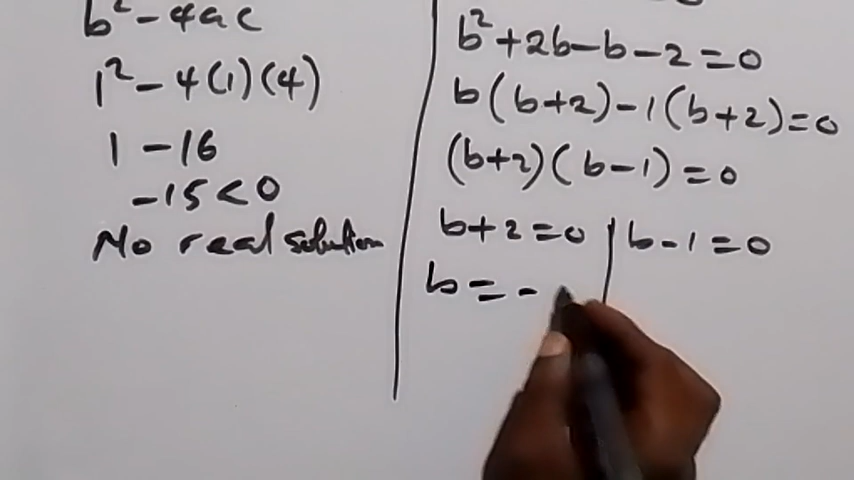 b² - 4ac
1² - 4(1)(4)
1 - 16
-15 < 0
No real solution
b² + 2b - b - 2 = 0
b(b+2) - 1(b+2) = 0
(b+2)(b-1) = 0
b+2 = 0 | b-1 = 0
b = -